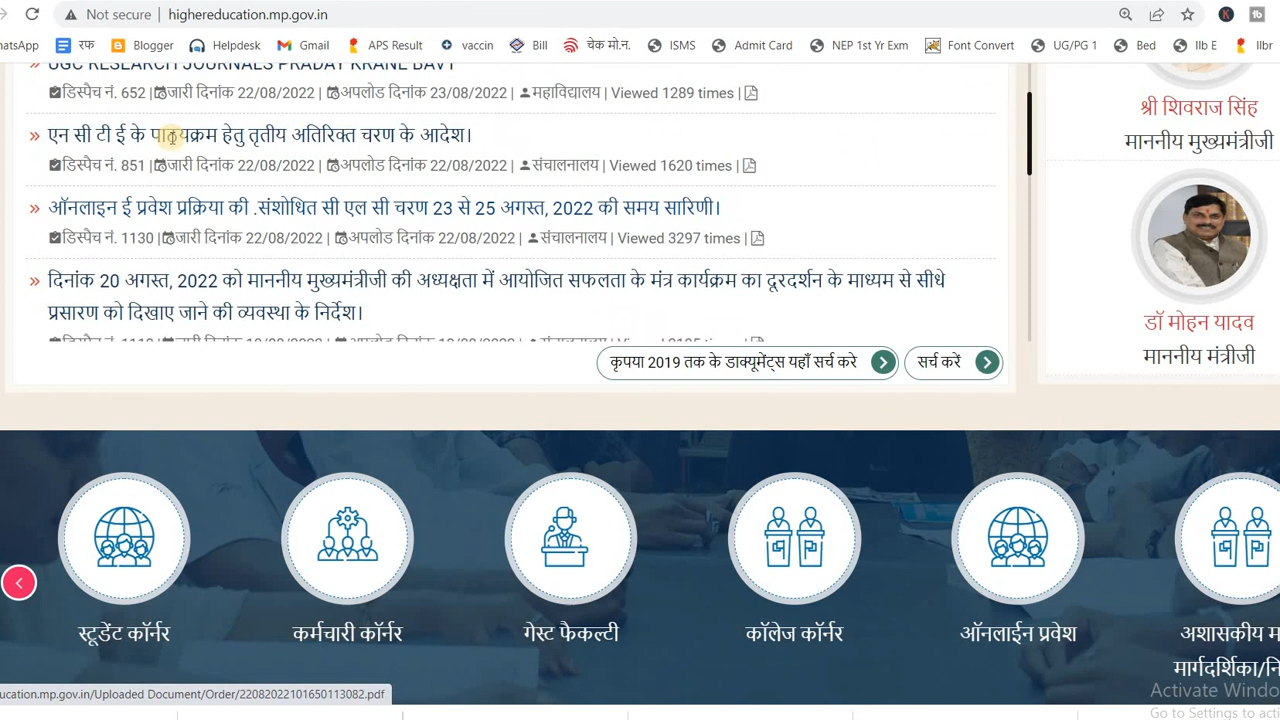 Not secure | highereducation.mp.gov.in
hatsApp रफ Blogger Helpdesk Gmail APS Result vaccin Bill चेक मो.न. ISMS Admit Card NEP 1st Yr Exm Font Convert UG/PG 1 Bed IIb E IIbr
UGC RESEARCH JOURNALS PRADAY KRANE BAVT
डिस्पैच नं. 652 | जारी दिनांक 22/08/2022 | अपलोड दिनांक 23/08/2022 | महाविद्यालय | Viewed 1289 times |
» एन सी टी ई के पाठ्यक्रम हेतु तृतीय अतिरिक्त चरण के आदेश।
डिस्पैच नं. 851 | जारी दिनांक 22/08/2022 | अपलोड दिनांक 22/08/2022 | संचालनालय | Viewed 1620 times |
» ऑनलाइन ई प्रवेश प्रक्रिया की .संशोधित सी एल सी चरण 23 से 25 अगस्त, 2022 की समय सारिणी।
डिस्पैच नं. 1130 | जारी दिनांक 22/08/2022 | अपलोड दिनांक 22/08/2022 | संचालनालय | Viewed 3297 times |
» दिनांक 20 अगस्त, 2022 को माननीय मुख्यमंत्रीजी की अध्यक्षता में आयोजित सफलता के मंत्र कार्यक्रम का दूरदर्शन के माध्यम से सीधे
प्रसारण को दिखाए जाने की व्यवस्था के निर्देश।
कृपया 2019 तक के डाक्यूमेंट्स यहाँ सर्च करे सर्च करें
श्री शिवराज सिंह
माननीय मुख्यमंत्रीजी
डॉ मोहन यादव
माननीय मंत्रीजी
स्टूडेंट कॉर्नर कर्मचारी कॉर्नर गेस्ट फैकल्टी कॉलेज कॉर्नर ऑनलाईन प्रवेश अशासकीय म
मार्गदर्शिका/नि
ucation.mp.gov.in/Uploaded Document/Order/22082022101650113082.pdf
Activate Windo
Go to Settings to acti